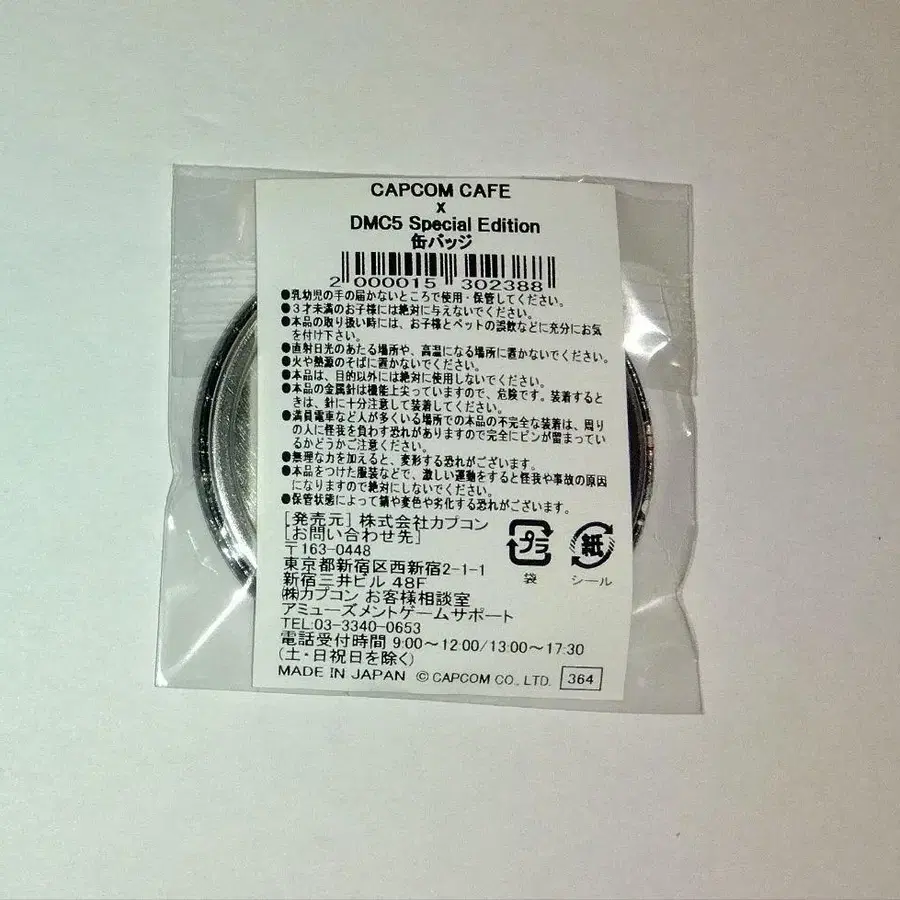 CAPCOM CAFE
X
DMC5 Special Edition
缶バッジ
2 000015 302388
●乳幼児の手の届かないところで使用・保管してください。
●3才未満のお子様には絶対に与えないでください。
●本品の取り扱い時には、お子様とペットの誤飲などに充分にお気
を付け下さい。
●直射日光のあたる場所や、高温になる場所に置かないでください。
●火や熱源のそばに置かないでください。
●本品は、目的以外には絶対に使用しないでください。
●本品の金属針は機能上尖っていますので、危険です。装着すると
きは、針に十分注意して装着してください。
●満員電車など人が多くいる場所での本品の不完全な装着は、周り
の人に怪我を負わす恐れがありますので完全にピンが留まってい
るかどうかご注意ください。
●無理な力を加えると、変形する恐れがございます。
●本品をつけた服装などで、激しい運動をすると怪我や事故の原因
になりますので絶対にしないでください。
●保管状態によって錆や変色や劣化する恐れがございます。
[発売元] 株式会社カプコン
[お問い合わせ先]
〒163-0448
東京都新宿区西新宿2-1-1
新宿三井ビル 48F
㈱カプコン お客様相談室
アミューズメントゲームサポート
TEL:03-3340-0653
電話受付時間 9:00～12:00/13:00～17:30
(土・日祝日を除く)
MADE IN JAPAN ©CAPCOM CO., LTD. 364
プラ
袋
紙
シール